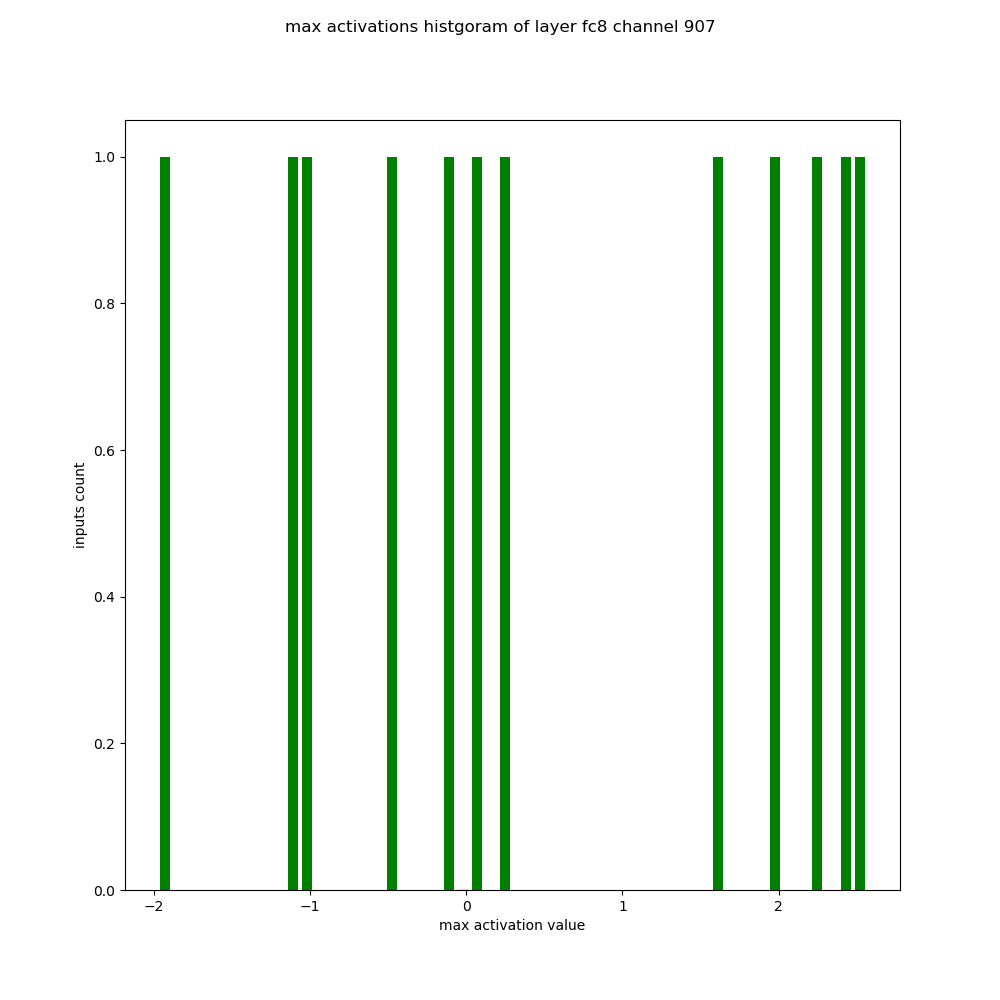 max activations histgoram of layer fc8 channel 907
1.0
0.8
0.6
0.4
0.2
0.0
inputs count
−2 −1 0 1 2
max activation value